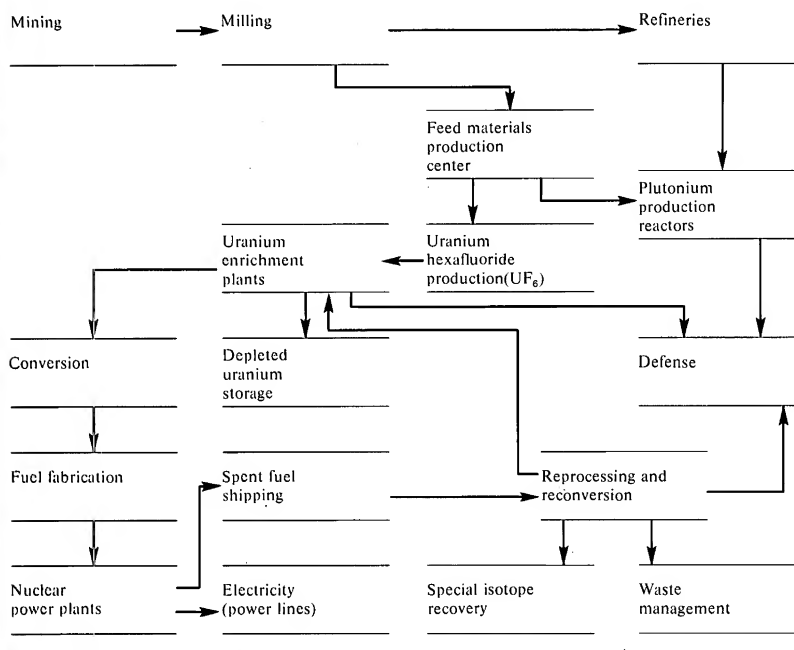 Mining
Milling
Refineries
Feed materials
production
center
Plutonium
production
reactors
Uranium
enrichment
plants
Uranium
hexafluoride
production(UF₆)
Conversion
Depleted
uranium
storage
Defense
Fuel fabrication
Spent fuel
shipping
Reprocessing and
reconversion
Nuclear
power plants
Electricity
(power lines)
Special isotope
recovery
Waste
management